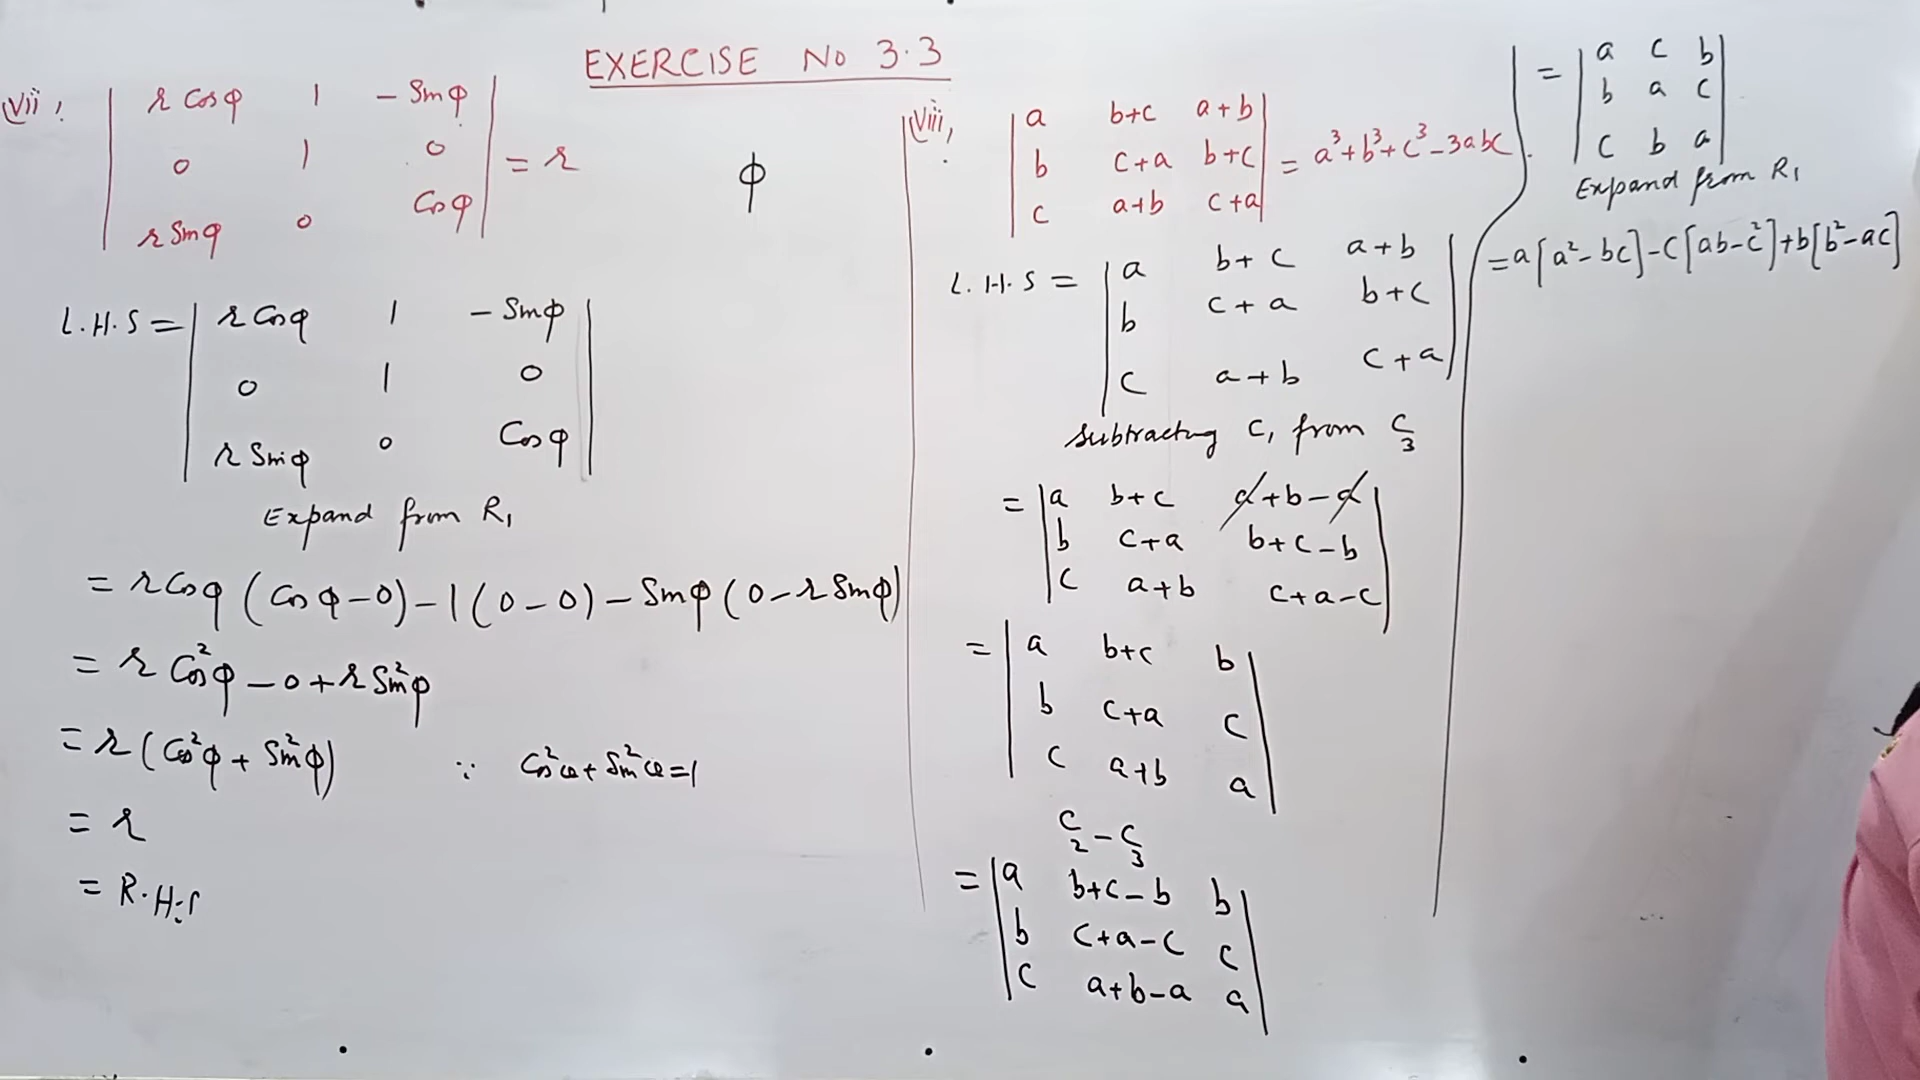 EXERCISE No 3.3
(vii,
| r Cosφ 1 - Sinφ |
| 0 1 0 | = r
| r Sinφ 0 Cosφ |
φ
L.H.S = | r Cosφ 1 - Sinφ |
| 0 1 0 |
| r Sinφ 0 Cosφ |
Expand from R₁
= r Cosφ (Cosφ-0)-1(0-0)-Sinφ(0-r Sinφ)
= r Cos²φ-0+r Sin²φ
= r (Cos²φ + Sin²φ) ∵ Cos²θ+Sin²θ=1
= r
= R.H.S
(viii,
| a b+c a+b |
| b c+a b+c | = a³+b³+c³-3abc.
| c a+b c+a |
L.H.S = | a b+c a+b |
| b c+a b+c |
| c a+b c+a |
Subtracting C₁ from C₃
= | a b+c a+b-a |
| b c+a b+c-b |
| c a+b c+a-c |
= | a b+c b |
| b c+a c |
| c a+b a |
C₂-C₃
= | a b+c-b b |
| b c+a-c c |
| c a+b-a a |
= | a c b |
| b a c |
| c b a |
Expand from R₁
=a[a²-bc]-c[ab-c²]+b[b²-ac]